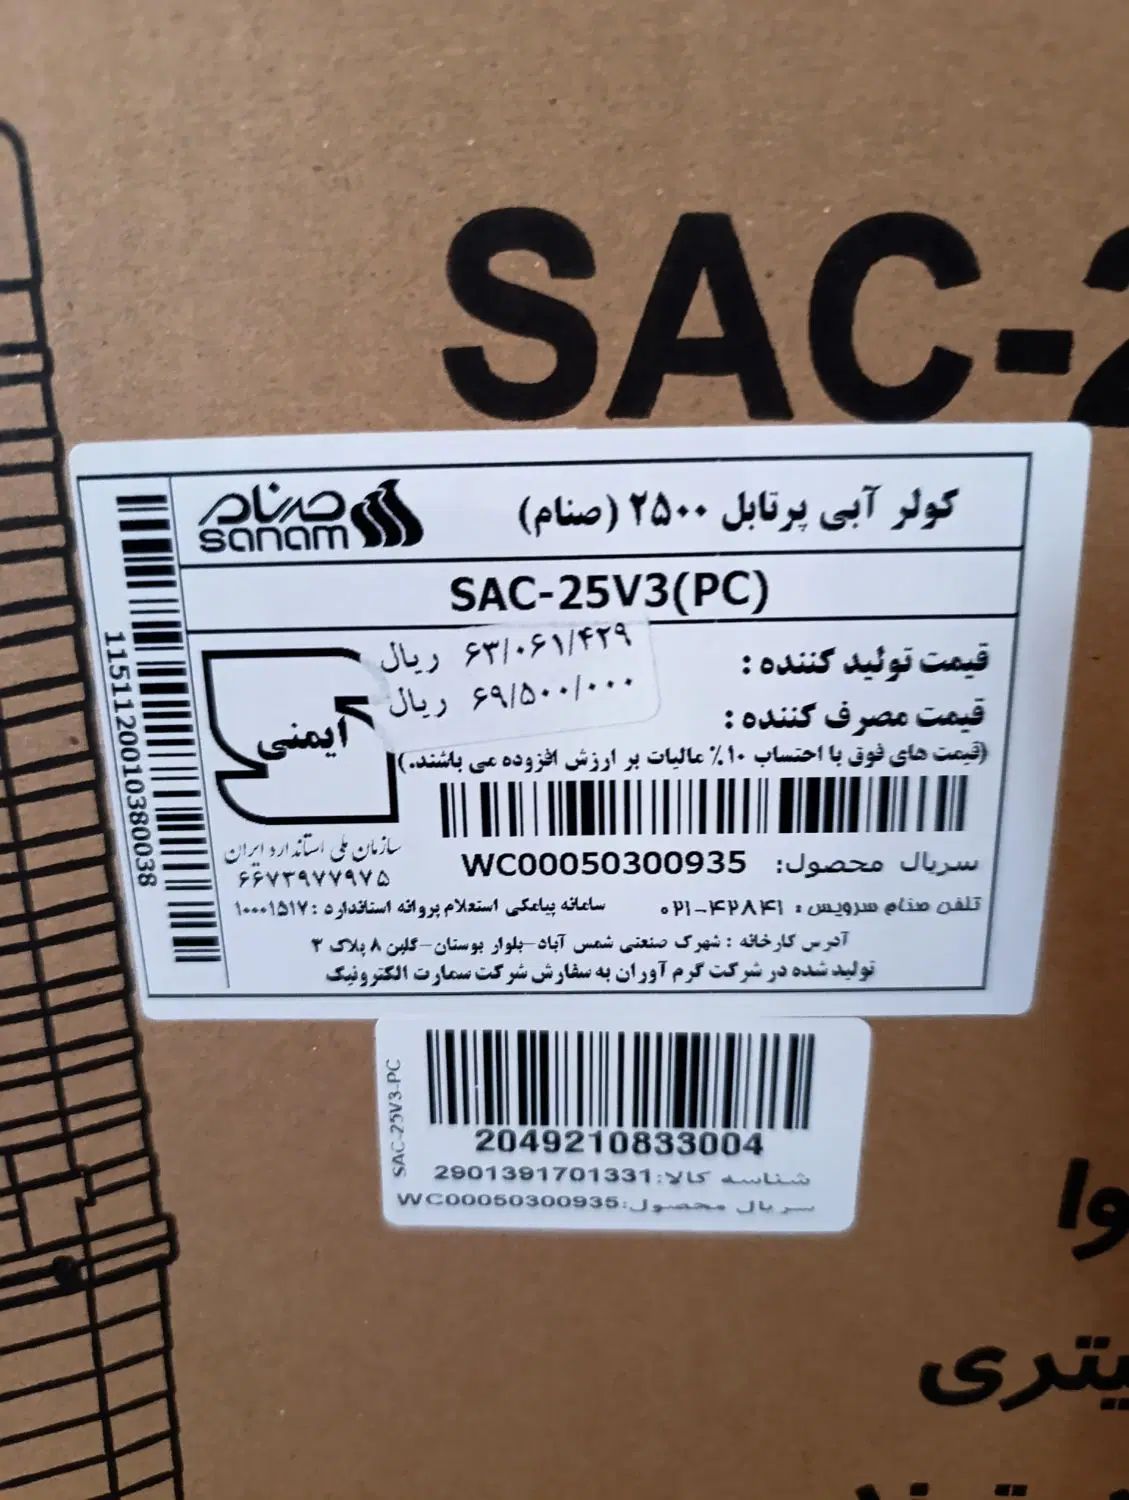 SAC-2
صنام
sanam
کولر آبی پرتابل ۲۵۰۰ (صنام)
SAC-25V3(PC)
قیمت تولید کننده : ۶۳/۰۶۱/۴۲۹ ریال
قیمت مصرف کننده : ۶۹/۵۰۰/۰۰۰ ریال
(قیمت های فوق با احتساب ۱۰٪ مالیات بر ارزش افزوده می باشند.)
ایمنی
سازمان ملی استاندارد ایران
۶۶۷۳۹۷۷۹۷۵
سریال محصول: WC00050300935
تلفن صنام سرویس : ۰۲۱-۴۲۸۴۱
سامانه پیامکی استعلام پروانه استاندارد : ۱۰۰۰۱۵۱۷
آدرس کارخانه : شهرک صنعتی شمس آباد-بلوار بوستان-گلبن ۸ پلاک ۳
تولید شده در شرکت گرم آوران به سفارش شرکت سمارت الکترونیک
1151120010380038
SAC-25V3-PC
2049210833004
شناسه کالا:2901391701331
سریال محصول:WC00050300935
وا
یتری